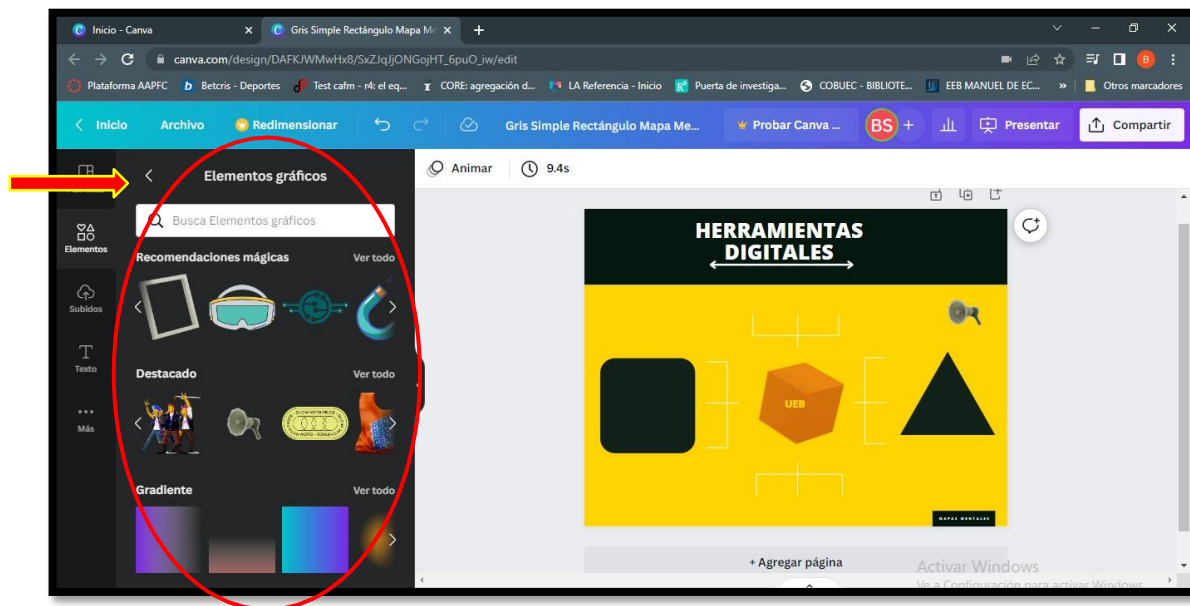 Inicio - Canva
Gris Simple Rectángulo Mapa Me
canva.com/design/DAFKJWMwHx8/SxZJqJjONGojHT_6puO_iw/edit
Plataforma AAPEC
Betcris - Deportes
Test cafm - r4: el eq...
CORE: agregación d...
LA Referencia - Inicio
Puerta de investiga...
COBUEC - BIBLIOTE...
EEB MANUEL DE EC...
Otros marcadores
Inicio
Archivo
Redimensionar
Gris Simple Rectángulo Mapa Me...
Probar Canva ...
BS
Presentar
Compartir
Elementos gráficos
Animar
9.4s
Busca Elementos gráficos
Elementos
Recomendaciones mágicas
Ver todo
Subidos
Texto
Destacado
Ver todo
Más
Gradiente
Ver todo
HERRAMIENTAS
DIGITALES
UEB
MAPAS MENTALES
+ Agregar página
Activar Windows
Ve a Configuración para activar Windows.